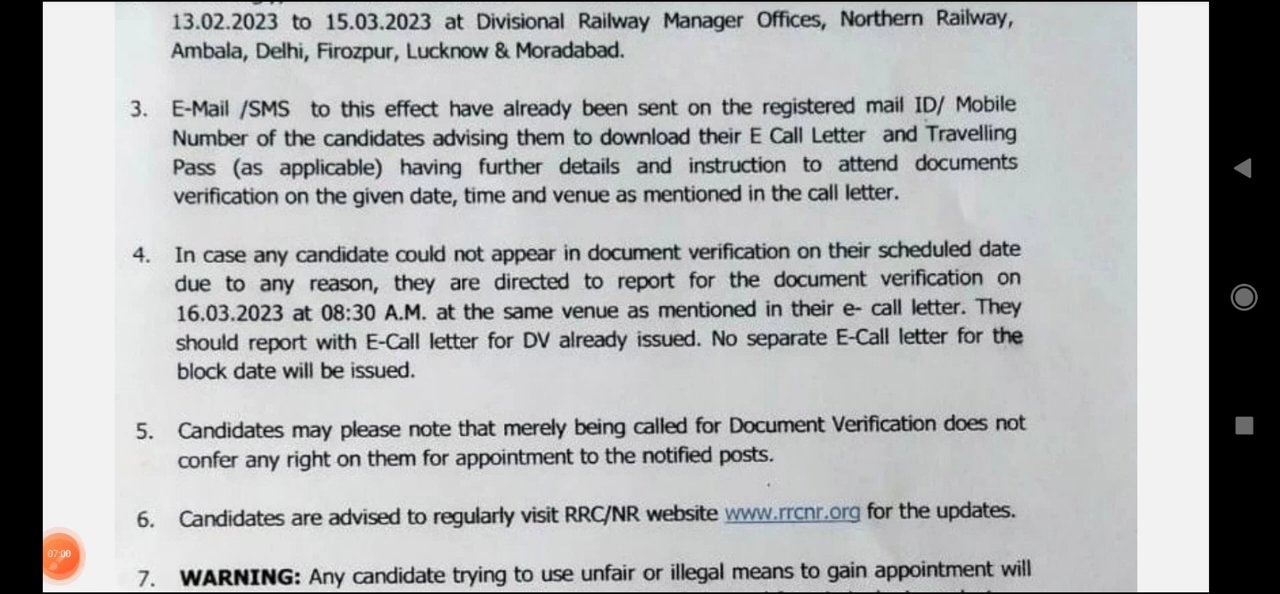 13.02.2023 to 15.03.2023 at Divisional Railway Manager Offices, Northern Railway,
Ambala, Delhi, Firozpur, Lucknow & Moradabad.
3. E-Mail /SMS to this effect have already been sent on the registered mail ID/ Mobile
Number of the candidates advising them to download their E Call Letter and Travelling
Pass (as applicable) having further details and instruction to attend documents
verification on the given date, time and venue as mentioned in the call letter.
4. In case any candidate could not appear in document verification on their scheduled date
due to any reason, they are directed to report for the document verification on
16.03.2023 at 08:30 A.M. at the same venue as mentioned in their e- call letter. They
should report with E-Call letter for DV already issued. No separate E-Call letter for the
block date will be issued.
5. Candidates may please note that merely being called for Document Verification does not
confer any right on them for appointment to the notified posts.
6. Candidates are advised to regularly visit RRC/NR website www.rrcnr.org for the updates.
07:00
7. WARNING: Any candidate trying to use unfair or illegal means to gain appointment will